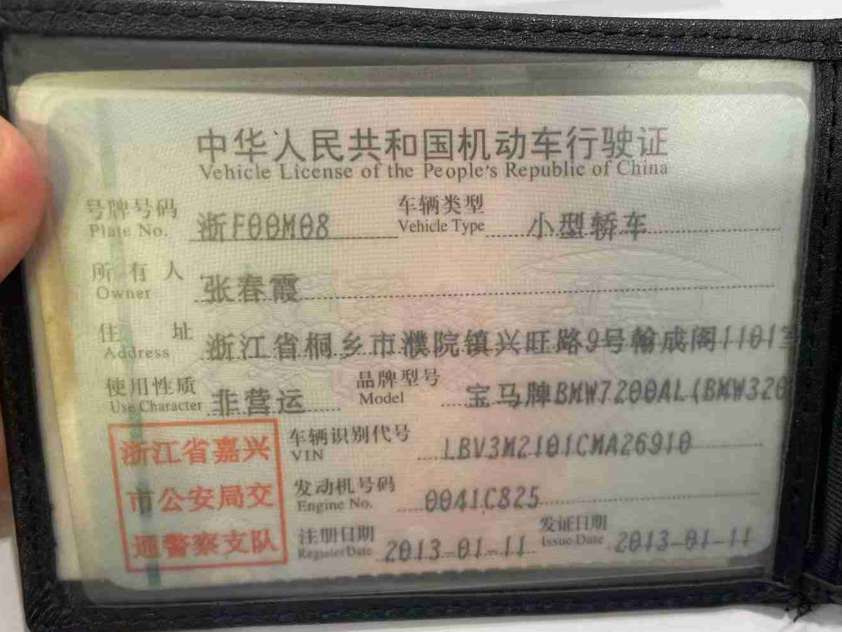 中华人民共和国机动车行驶证
Vehicle License of the People's Republic of China
号牌号码 浙F00M08 车辆类型 小型轿车
Plate No. Vehicle Type
所有人 张春霞
Owner
住址 浙江省桐乡市濮院镇兴旺路9号翰成阁1101室
Address
使用性质 非营运 品牌型号 宝马牌BMW7200AL(BMW320
Use Character Model
浙江省嘉兴
市公安局交
通警察支队
车辆识别代号 LBV3M2101CMA26910
VIN
发动机号码 0041C825
Engine No.
注册日期 2013-01-11 发证日期 2013-01-11
Register Date Issue Date